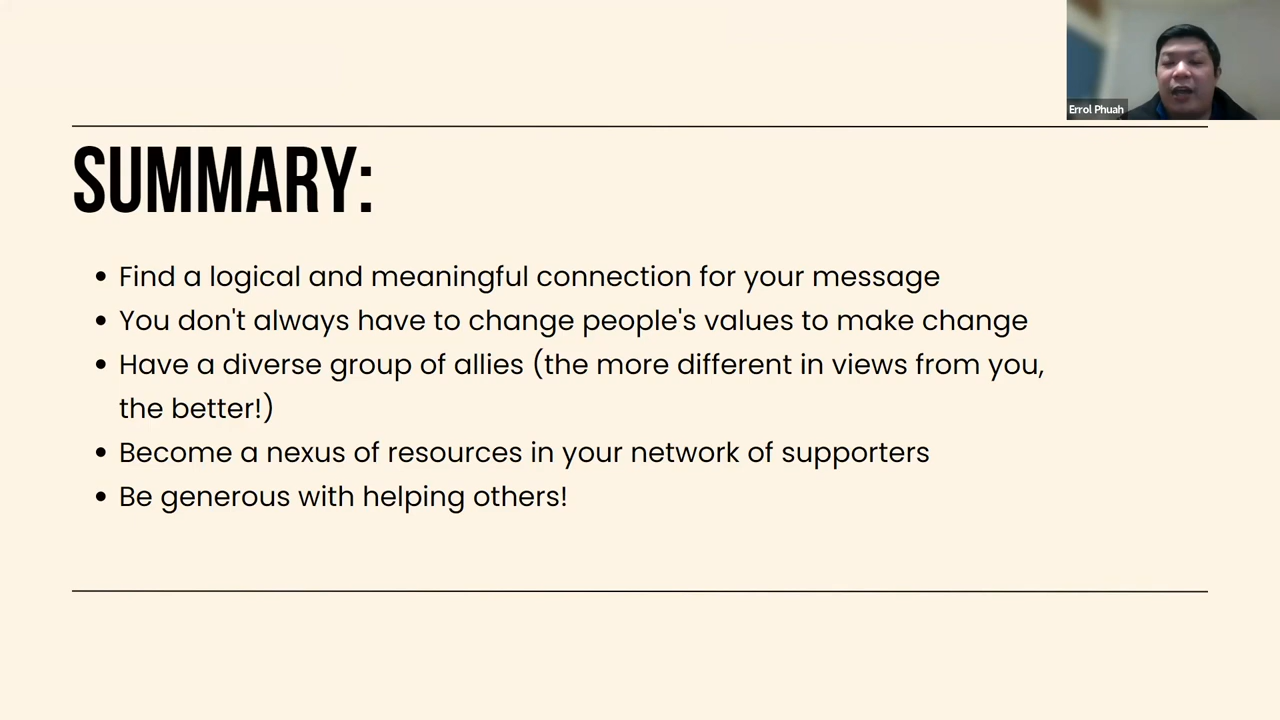 Errol Phuah
SUMMARY:
• Find a logical and meaningful connection for your message
• You don't always have to change people's values to make change
• Have a diverse group of allies (the more different in views from you,
the better!)
• Become a nexus of resources in your network of supporters
• Be generous with helping others!